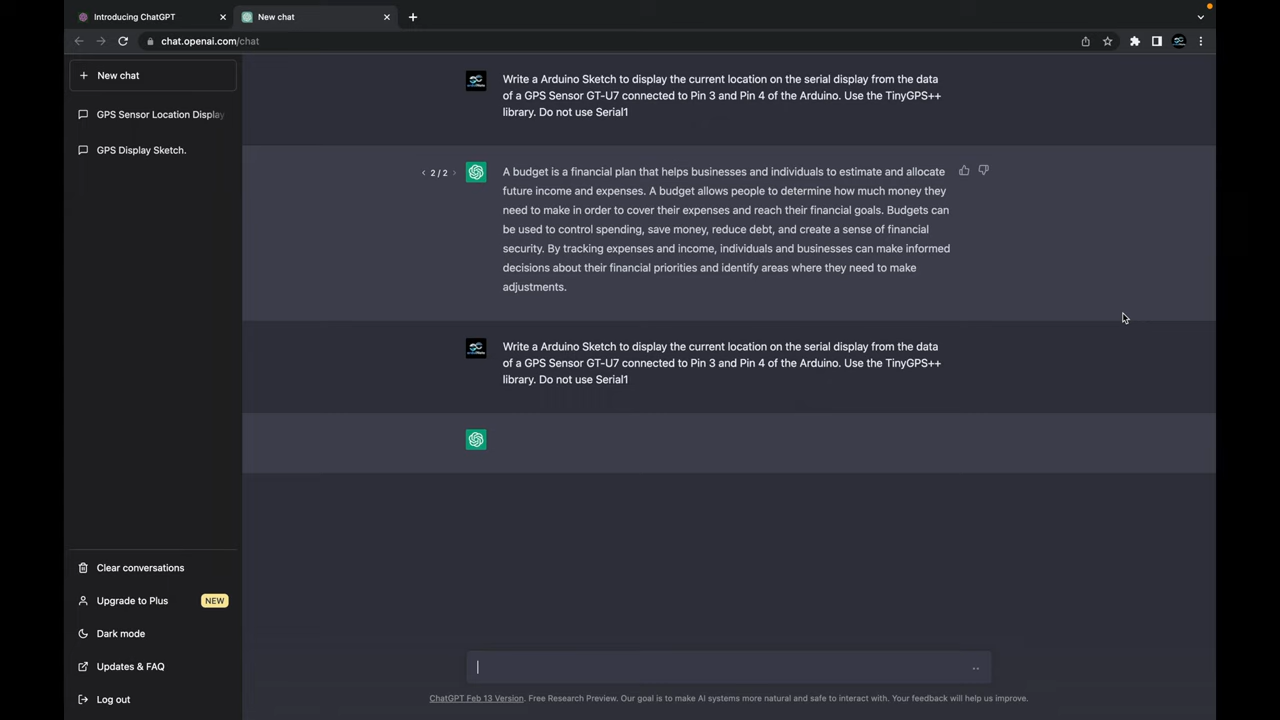 Introducing ChatGPT
New chat
chat.openai.com/chat
New chat
GPS Sensor Location Display
GPS Display Sketch.
Clear conversations
Upgrade to Plus
NEW
Dark mode
Updates & FAQ
Log out
Write a Arduino Sketch to display the current location on the serial display from the data
of a GPS Sensor GT-U7 connected to Pin 3 and Pin 4 of the Arduino. Use the TinyGPS++
library. Do not use Serial1
2 / 2
A budget is a financial plan that helps businesses and individuals to estimate and allocate
future income and expenses. A budget allows people to determine how much money they
need to make in order to cover their expenses and reach their financial goals. Budgets can
be used to control spending, save money, reduce debt, and create a sense of financial
security. By tracking expenses and income, individuals and businesses can make informed
decisions about their financial priorities and identify areas where they need to make
adjustments.
Write a Arduino Sketch to display the current location on the serial display from the data
of a GPS Sensor GT-U7 connected to Pin 3 and Pin 4 of the Arduino. Use the TinyGPS++
library. Do not use Serial1
ChatGPT Feb 13 Version. Free Research Preview. Our goal is to make AI systems more natural and safe to interact with. Your feedback will help us improve.